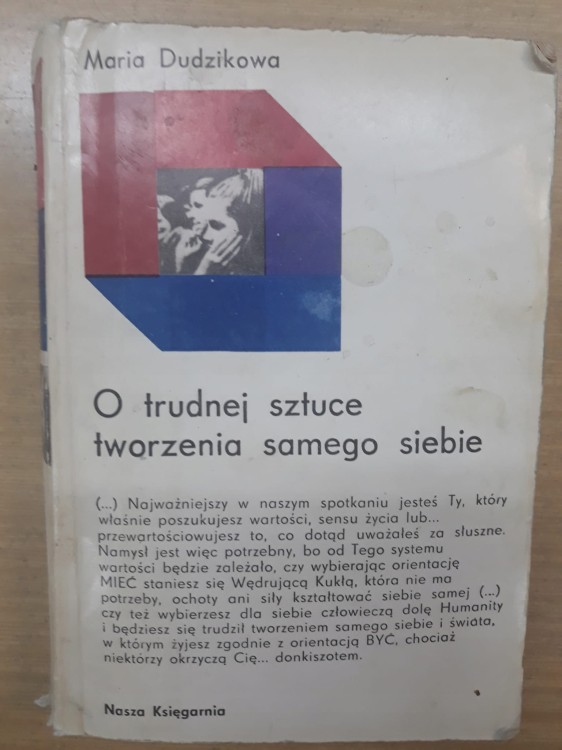 Maria Dudzikowa
O trudnej sztuce
tworzenia samego siebie
(...) Najważniejszy w naszym spotkaniu jesteś Ty, który
właśnie poszukujesz wartości, sensu życia lub...
przewartościowujesz to, co dotąd uważałeś za słuszne.
Namysł jest więc potrzebny, bo od Tego systemu
wartości będzie zależało, czy wybierając orientację
MIEĆ staniesz się Wędrującą Kukłą, która nie ma
potrzeby, ochoty ani siły kształtować siebie samej (...)
czy też wybierzesz dla siebie człowieczą dolę Humanity
i będziesz się trudził tworzeniem samego siebie i świata,
w którym żyjesz zgodnie z orientacją BYĆ, chociaż
niektórzy okrzyczą Cię... donkiszotem.
Nasza Księgarnia